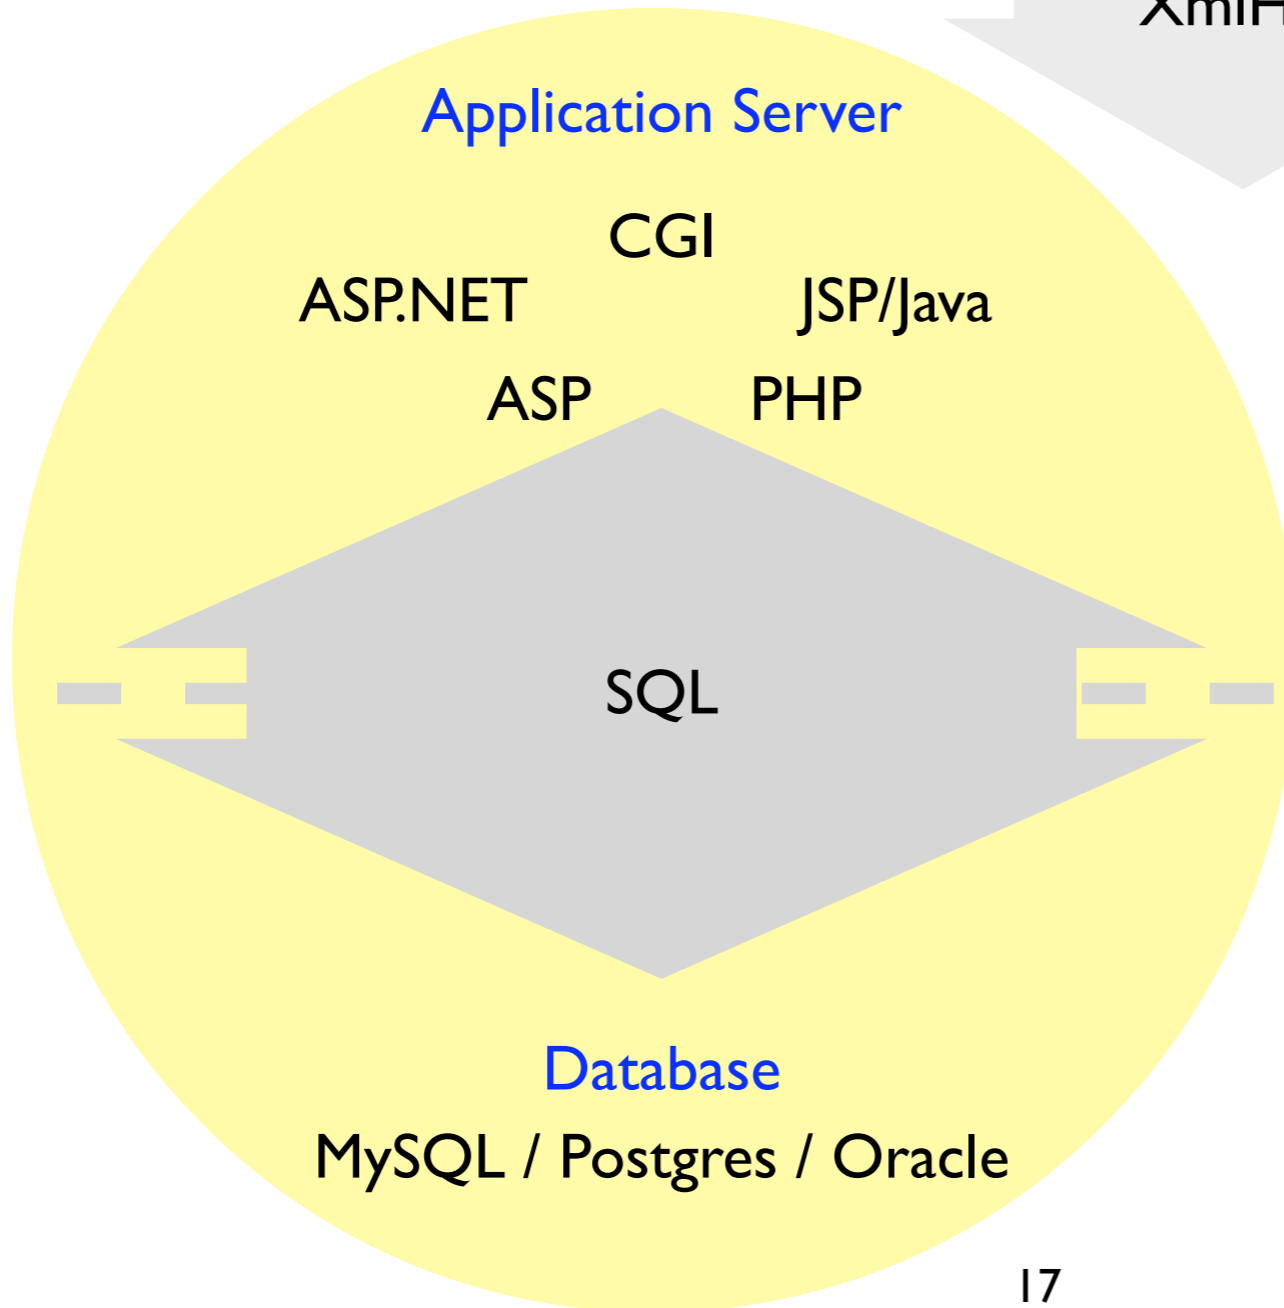 Application Server
CGI
ASP.NET JSP/Java
ASP PHP
SQL
Database
MySQL / Postgres / Oracle
17